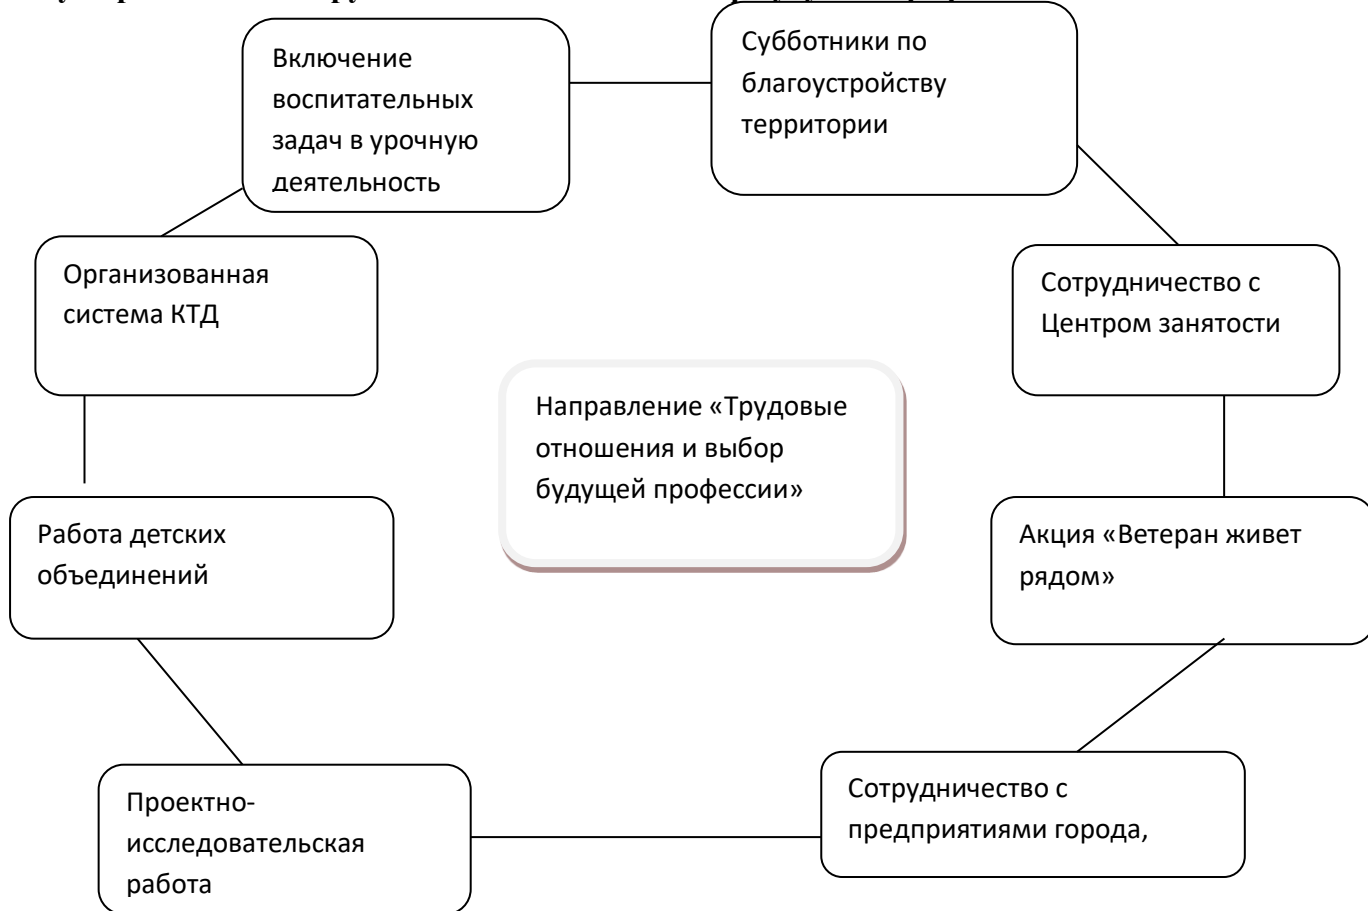 Включение
воспитательных
задач в урочную
деятельность
Субботники по
благоустройству
территории
Организованная
система КТД
Сотрудничество с
Центром занятости
Направление «Трудовые
отношения и выбор
будущей профессии»
Работа детских
объединений
Акция «Ветеран живет
рядом»
Проектно-
исследовательская
работа
Сотрудничество с
предприятиями города,